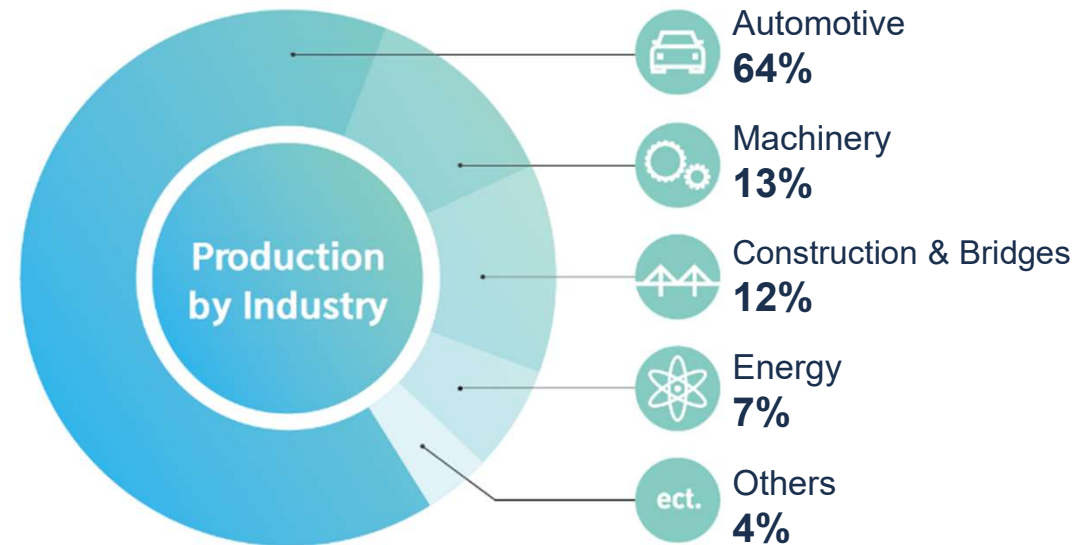 Production
by Industry
Automotive
64%
Machinery
13%
Construction & Bridges
12%
Energy
7%
ect.
Others
4%